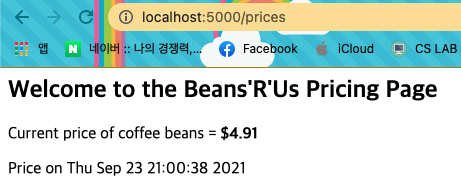 localhost:5000/prices
앱 네이버 :: 나의 경쟁력,... Facebook iCloud CS LAB
Welcome to the Beans'R'Us Pricing Page
Current price of coffee beans = $4.91
Price on Thu Sep 23 21:00:38 2021